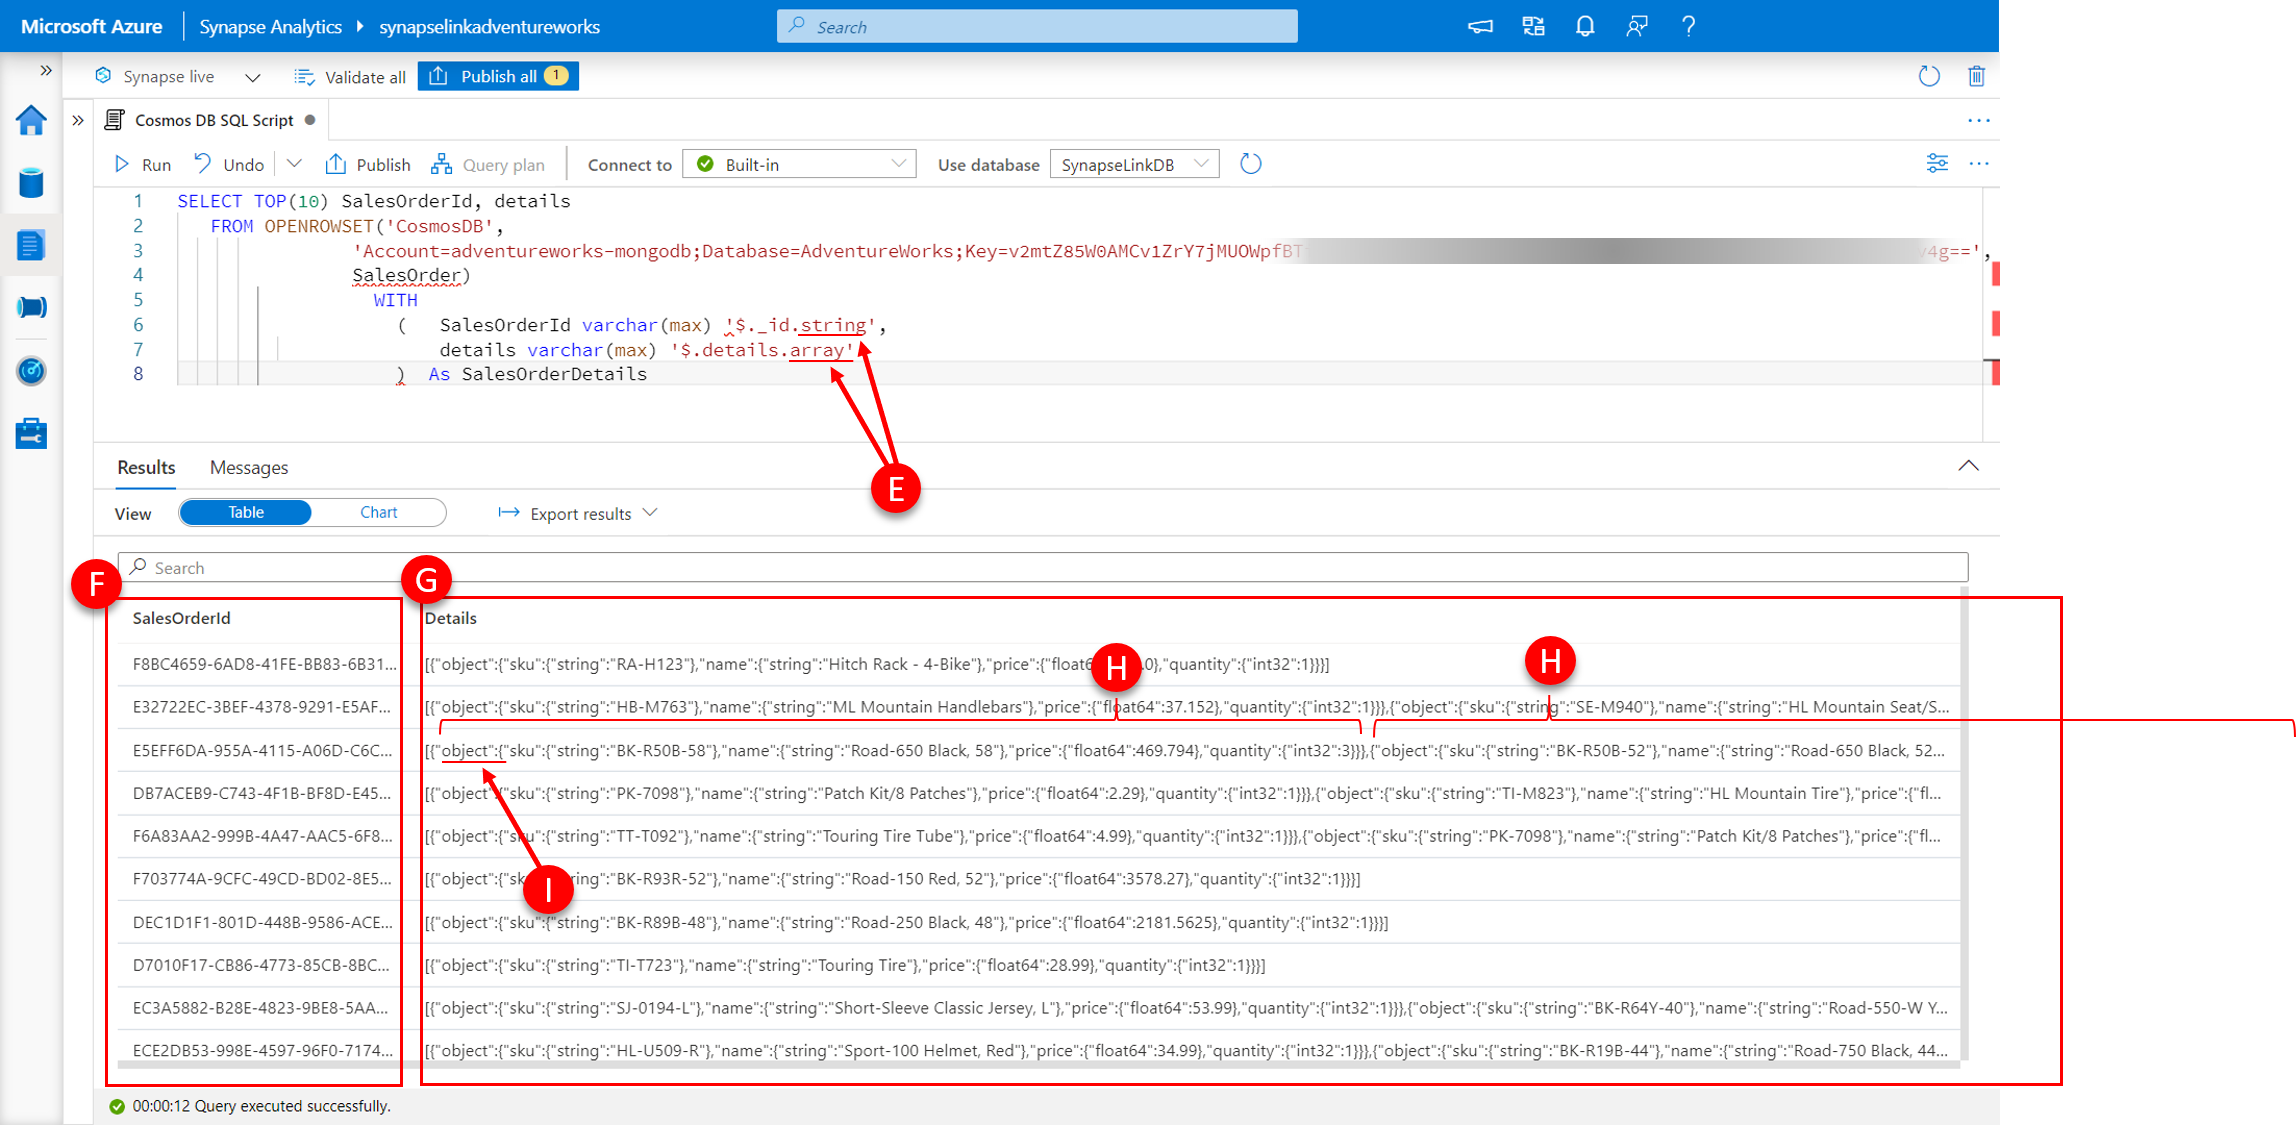 Microsoft Azure Synapse Analytics synapselinkadventureworks Search ?
» Synapse live Validate all Publish all 1
» Cosmos DB SQL Script ● ...
Run Undo Publish Query plan Connect to Built-in Use database SynapseLinkDB ...
1 SELECT TOP(10) SalesOrderId, details
2 FROM OPENROWSET('CosmosDB',
3 'Account=adventureworks-mongodb;Database=AdventureWorks;Key=v2mtZ85W0AMCv1ZrY7jMUOWpfBT v4g==',
4 SalesOrder)
5 WITH
6 ( SalesOrderId varchar(max) '$._id.string',
7 details varchar(max) '$.details.array'
8 ) As SalesOrderDetails
E
Results Messages
View Table Chart Export results
Search
F G
SalesOrderId Details
H H
F8BC4659-6AD8-41FE-BB83-6B31... [{"object":{"sku":{"string":"RA-H123"},"name":{"string":"Hitch Rack - 4-Bike"},"price":{"float6 .0},"quantity":{"int32":1}}}]
E32722EC-3BEF-4378-9291-E5AF... [{"object":{"sku":{"string":"HB-M763"},"name":{"string":"ML Mountain Handlebars"},"price":{"float64":37.152},"quantity":{"int32":1}}},{"object":{"sku":{"string":"SE-M940"},"name":{"string":"HL Mountain Seat/S...
E5EFF6DA-955A-4115-A06D-C6C... [{"object":{"sku":{"string":"BK-R50B-58"},"name":{"string":"Road-650 Black, 58"},"price":{"float64":469.794},"quantity":{"int32":3}}},{"object":{"sku":{"string":"BK-R50B-52"},"name":{"string":"Road-650 Black, 52...
DB7ACEB9-C743-4F1B-BF8D-E45... [{"object":{"sku":{"string":"PK-7098"},"name":{"string":"Patch Kit/8 Patches"},"price":{"float64":2.29},"quantity":{"int32":1}}},{"object":{"sku":{"string":"TI-M823"},"name":{"string":"HL Mountain Tire"},"price":{"fl...
F6A83AA2-999B-4A47-AAC5-6F8... [{"object":{"sku":{"string":"TT-T092"},"name":{"string":"Touring Tire Tube"},"price":{"float64":4.99},"quantity":{"int32":1}}},{"object":{"sku":{"string":"PK-7098"},"name":{"string":"Patch Kit/8 Patches"},"price":{"fl...
F703774A-9CFC-49CD-BD02-8E5... [{"object":{"sk "string":"BK-R93R-52"},"name":{"string":"Road-150 Red, 52"},"price":{"float64":3578.27},"quantity":{"int32":1}}}]
I
DEC1D1F1-801D-448B-9586-ACE... [{"object":{"sku":{"string":"BK-R89B-48"},"name":{"string":"Road-250 Black, 48"},"price":{"float64":2181.5625},"quantity":{"int32":1}}}]
D7010F17-CB86-4773-85CB-8BC... [{"object":{"sku":{"string":"TI-T723"},"name":{"string":"Touring Tire"},"price":{"float64":28.99},"quantity":{"int32":1}}}]
EC3A5882-B28E-4823-9BE8-5AA... [{"object":{"sku":{"string":"SJ-0194-L"},"name":{"string":"Short-Sleeve Classic Jersey, L"},"price":{"float64":53.99},"quantity":{"int32":1}}},{"object":{"sku":{"string":"BK-R64Y-40"},"name":{"string":"Road-550-W Y...
ECE2DB53-998E-4597-96F0-7174... [{"object":{"sku":{"string":"HL-U509-R"},"name":{"string":"Sport-100 Helmet, Red"},"price":{"float64":34.99},"quantity":{"int32":1}}},{"object":{"sku":{"string":"BK-R19B-44"},"name":{"string":"Road-750 Black, 44...
00:00:12 Query executed successfully.